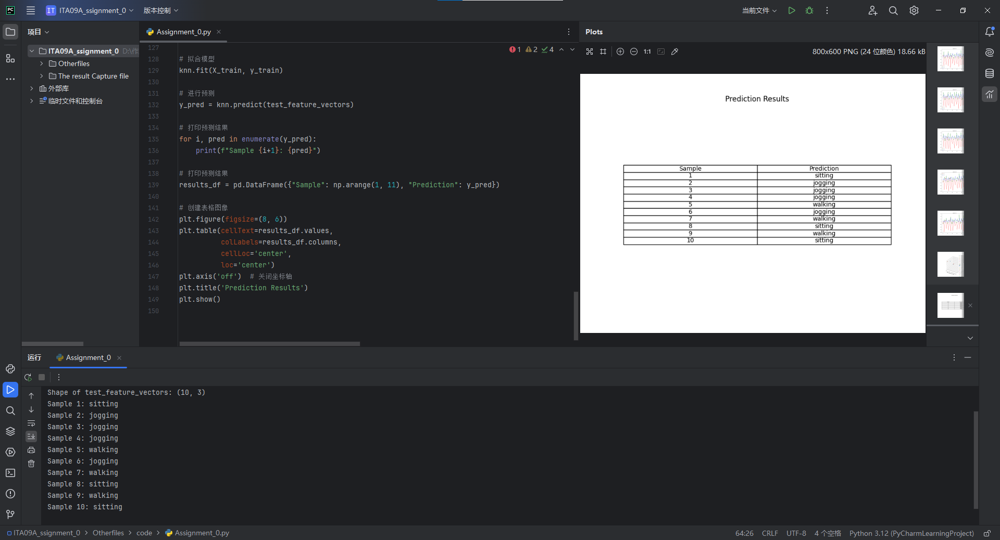 PC
IT ITA09A_ssignment_0 版本控制 当前文件
项目
ITA09A_ssignment_0 D:\作
Otherfiles
The result Capture file
外部库
临时文件和控制台
Assignment_0.py
1 2 4
127
128 # 拟合模型
129 knn.fit(X_train, y_train)
130
131 # 进行预测
132 y_pred = knn.predict(test_feature_vectors)
133
134 # 打印预测结果
135 for i, pred in enumerate(y_pred):
136 print(f"Sample {i+1}: {pred}")
137
138 # 打印预测结果
139 results_df = pd.DataFrame({"Sample": np.arange(1, 11), "Prediction": y_pred})
140
141 # 创建表格图像
142 plt.figure(figsize=(8, 6))
143 plt.table(cellText=results_df.values,
144 colLabels=results_df.columns,
145 cellLoc='center',
146 loc='center')
147 plt.axis('off') # 关闭坐标轴
148 plt.title('Prediction Results')
149 plt.show()
150
Plots
1:1 800x600 PNG (24 位颜色) 18.66 kB
Prediction Results
Sample Prediction
1 sitting
2 jogging
3 jogging
4 jogging
5 walking
6 jogging
7 walking
8 sitting
9 walking
10 sitting
运行 Assignment_0
Shape of test_feature_vectors: (10, 3)
Sample 1: sitting
Sample 2: jogging
Sample 3: jogging
Sample 4: jogging
Sample 5: walking
Sample 6: jogging
Sample 7: walking
Sample 8: sitting
Sample 9: walking
Sample 10: sitting
ITA09A_ssignment_0 Otherfiles code Assignment_0.py 64:26 CRLF UTF-8 4 个空格 Python 3.12 (PyCharmLearningProject)